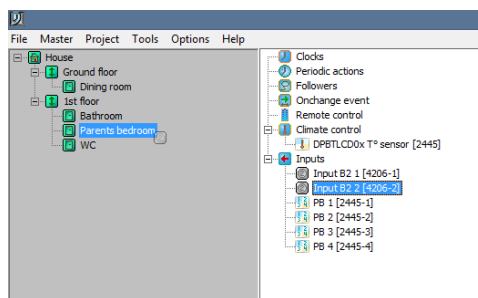 File Master Project Tools Options Help
House
Ground floor
Dining room
1st floor
Bathroom
Parents bedroom
WC
Clocks
Periodic actions
Followers
Onchange event
Remote control
Climate control
DPBTLCD0x T° sensor [2445]
Inputs
Input B2 1 [4206-1]
Input B2 2 [4206-2]
PB 1 [2445-1]
PB 2 [2445-2]
PB 3 [2445-3]
PB 4 [2445-4]